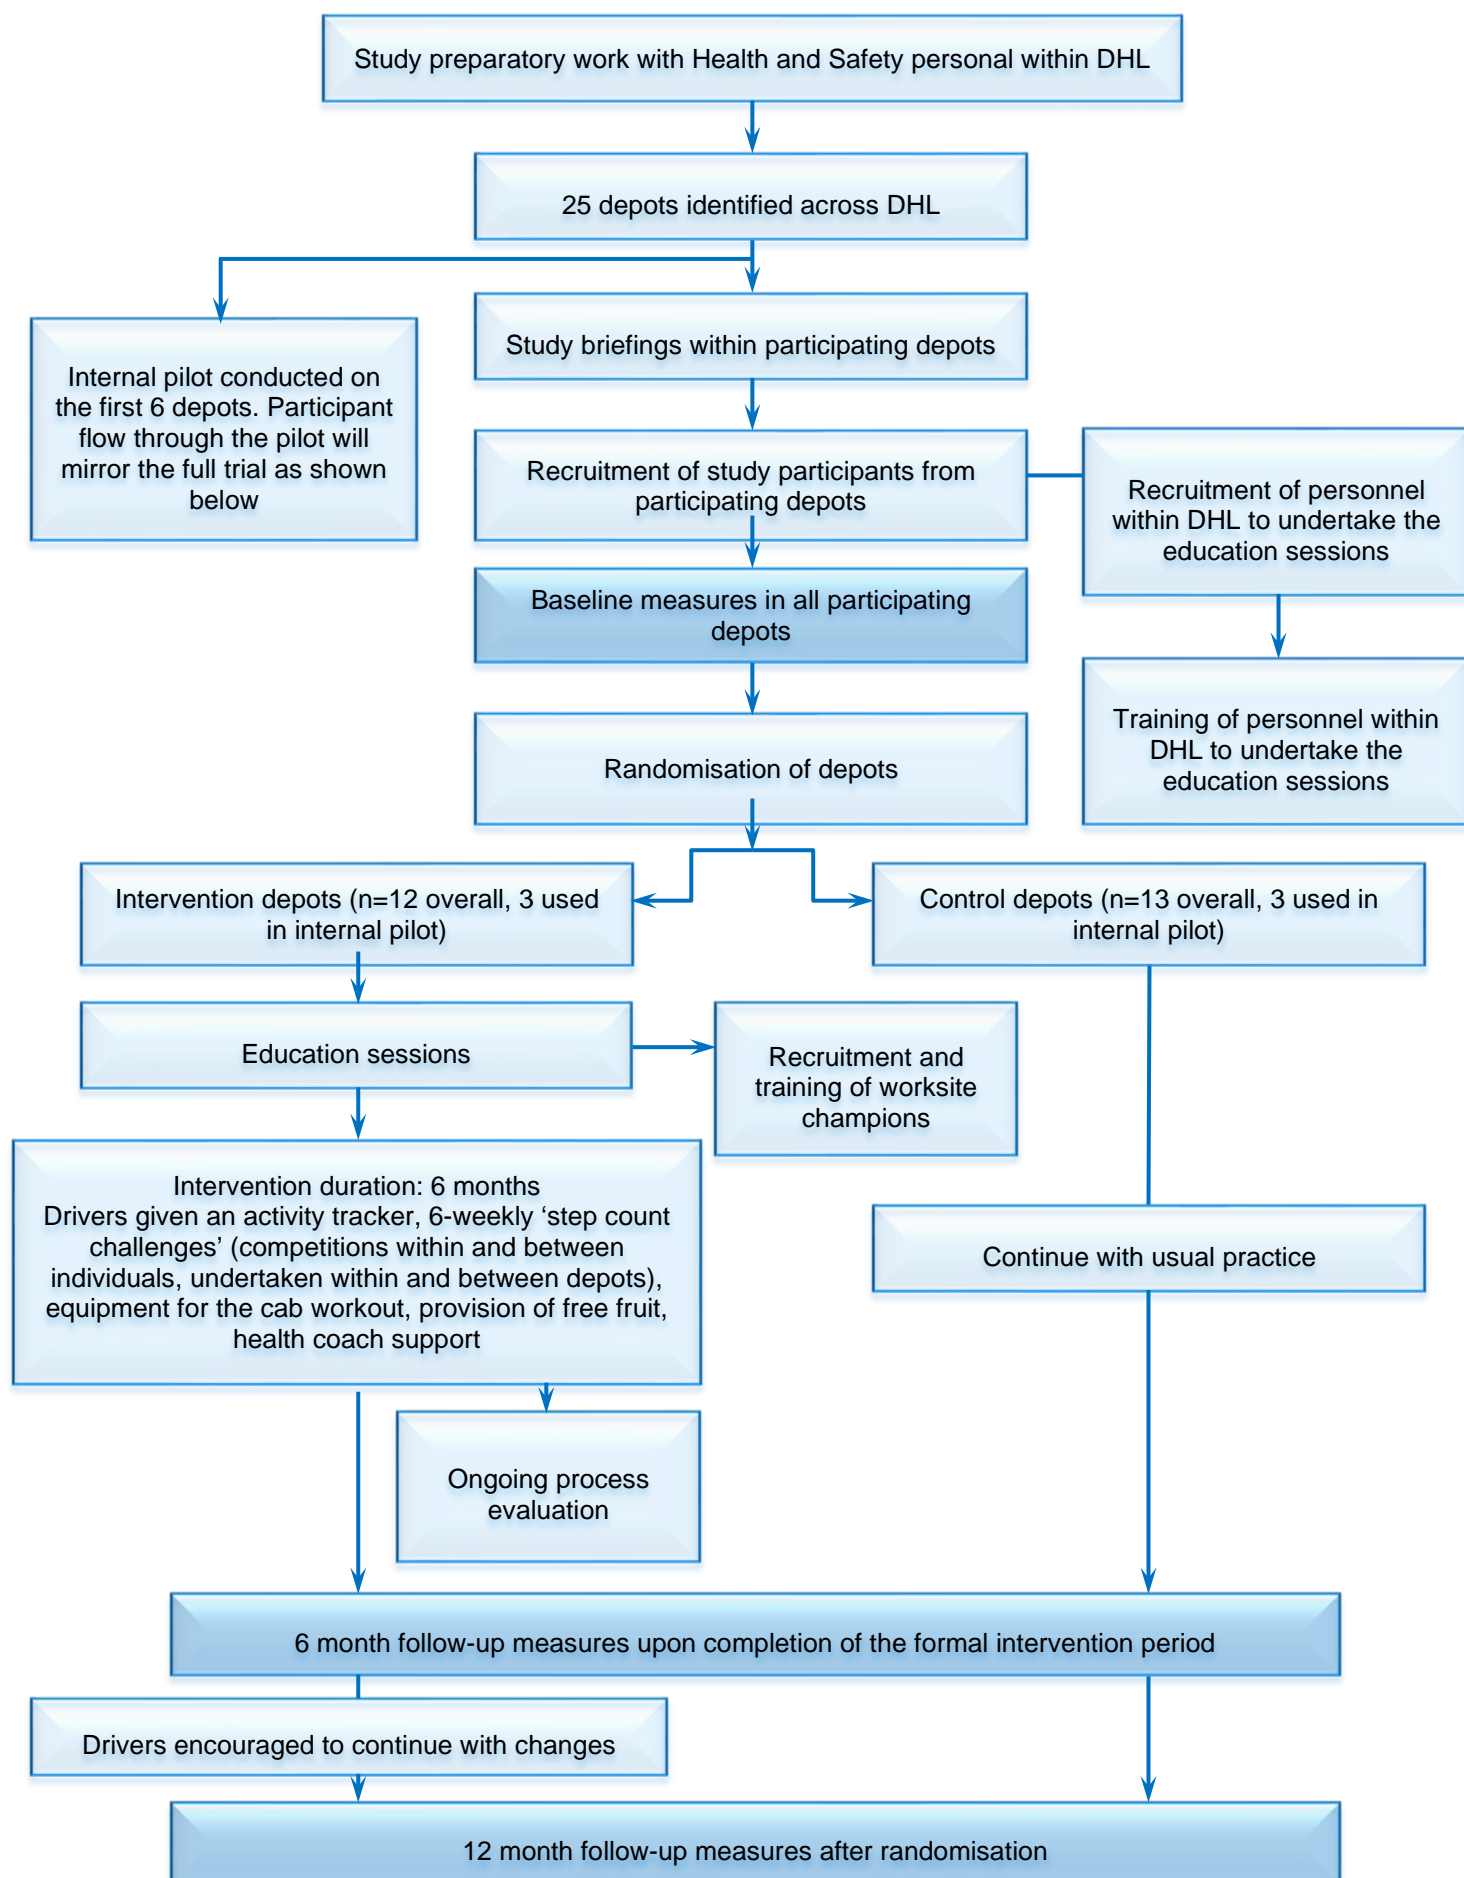 Study preparatory work with Health and Safety personal within DHL
25 depots identified across DHL
Internal pilot conducted on
the first 6 depots. Participant
flow through the pilot will
mirror the full trial as shown
below
Study briefings within participating depots
Recruitment of study participants from
participating depots
Recruitment of personnel
within DHL to undertake the
education sessions
Baseline measures in all participating
depots
Training of personnel within
DHL to undertake the
education sessions
Randomisation of depots
Intervention depots (n=12 overall, 3 used
in internal pilot)
Control depots (n=13 overall, 3 used in
internal pilot)
Education sessions
Recruitment and
training of worksite
champions
Intervention duration: 6 months
Drivers given an activity tracker, 6-weekly ‘step count
challenges’ (competitions within and between
individuals, undertaken within and between depots),
equipment for the cab workout, provision of free fruit,
health coach support
Continue with usual practice
Ongoing process
evaluation
6 month follow-up measures upon completion of the formal intervention period
Drivers encouraged to continue with changes
12 month follow-up measures after randomisation